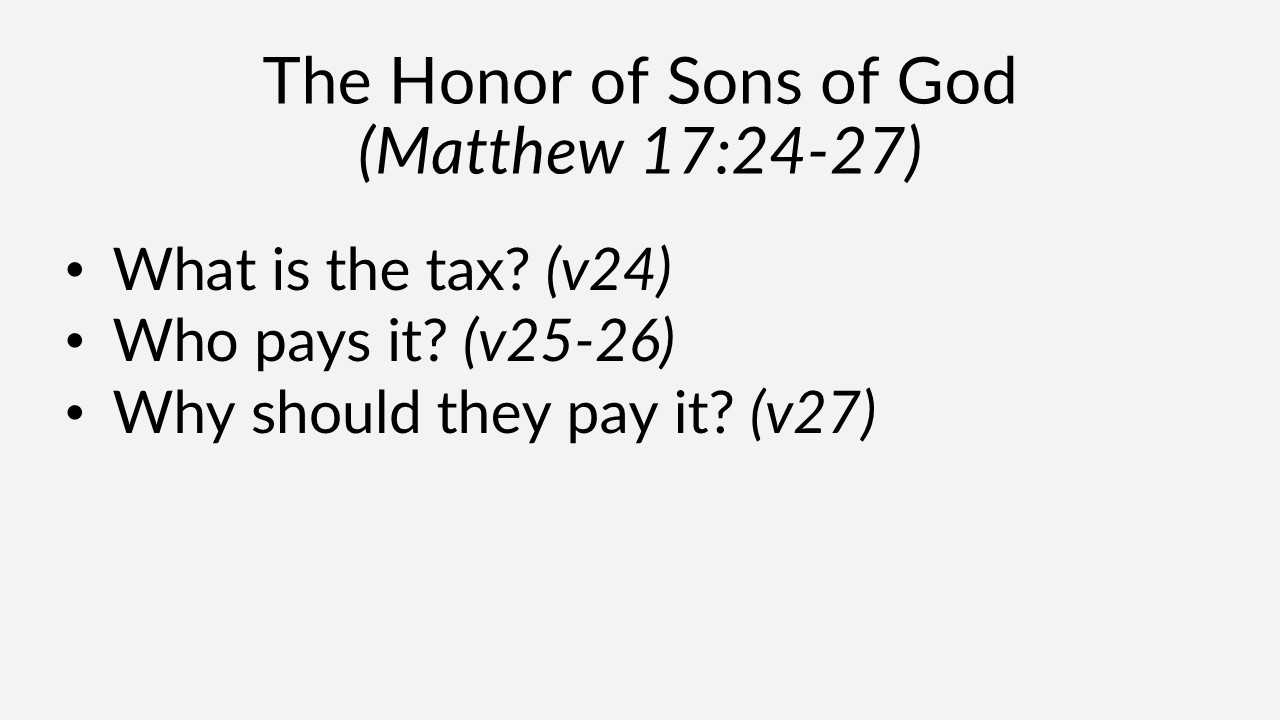 The Honor of Sons of God
(Matthew 17:24-27)
• What is the tax? (v24)
• Who pays it? (v25-26)
• Why should they pay it? (v27)